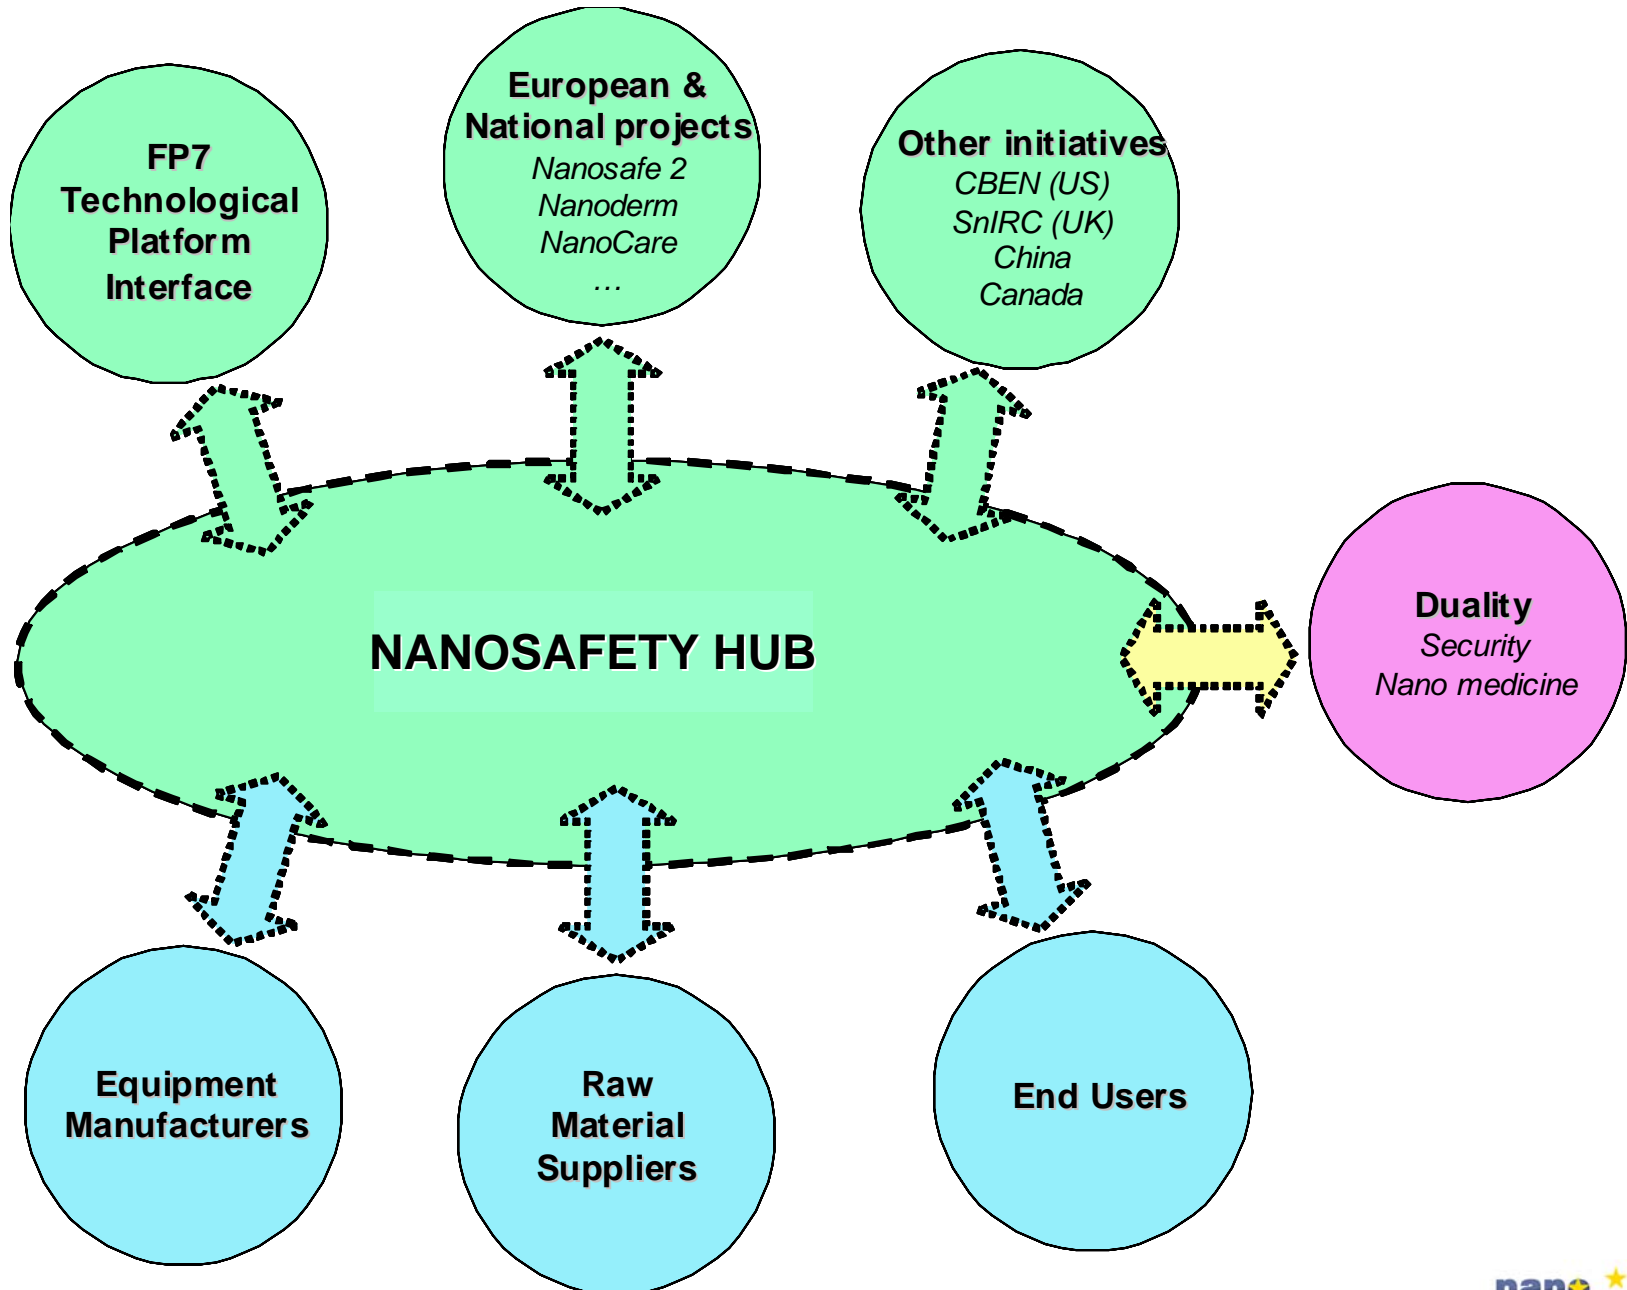 FP7
Technological
Platform
Interface
European &
National projects
Nanosafe 2
Nanoderm
NanoCare
...
Other initiatives
CBEN (US)
SnIRC (UK)
China
Canada
NANOSAFETY HUB
Duality
Security
Nano medicine
Equipment
Manufacturers
Raw
Material
Suppliers
End Users
nano